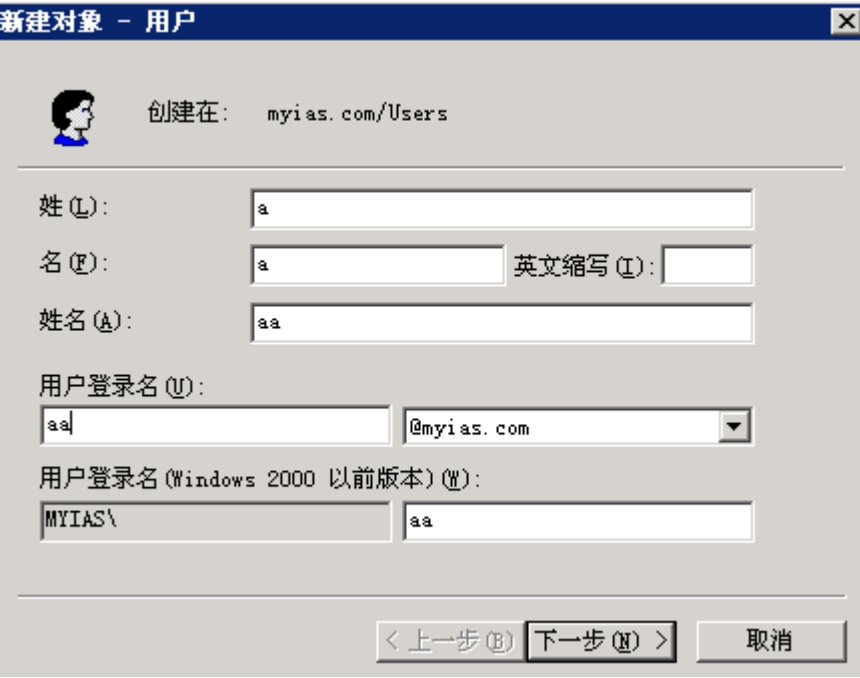 新建对象 - 用户
创建在: myias.com/Users
姓(L): a
名(F): a 英文缩写(I):
姓名(A): aa
用户登录名(U):
aa @myias.com
用户登录名(Windows 2000 以前版本)(W):
MYIAS\ aa
< 上一步(B) 下一步(N) > 取消